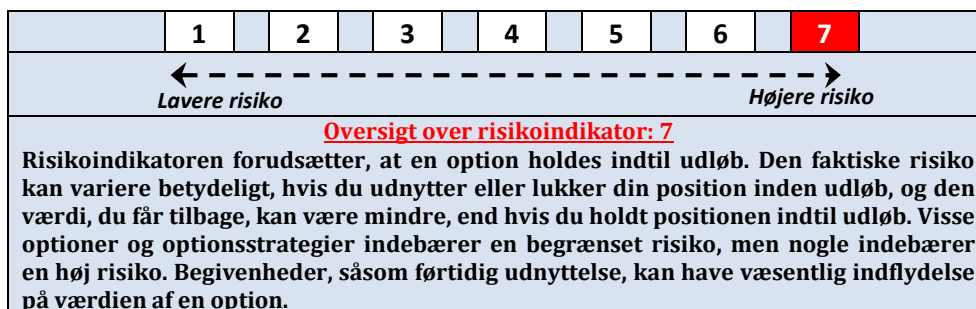 1 2 3 4 5 6 7
Lavere risiko Højere risiko
Oversigt over risikoindikator: 7
Risikoindikatoren forudsætter, at en option holdes indtil udløb. Den faktiske risiko
kan variere betydeligt, hvis du udnytter eller lukker din position inden udløb, og den
værdi, du får tilbage, kan være mindre, end hvis du holdt positionen indtil udløb. Visse
optioner og optionsstrategier indebærer en begrænset risiko, men nogle indebærer
en høj risiko. Begivenheder, såsom førtidig udnyttelse, kan have væsentlig indflydelse
på værdien af en option.